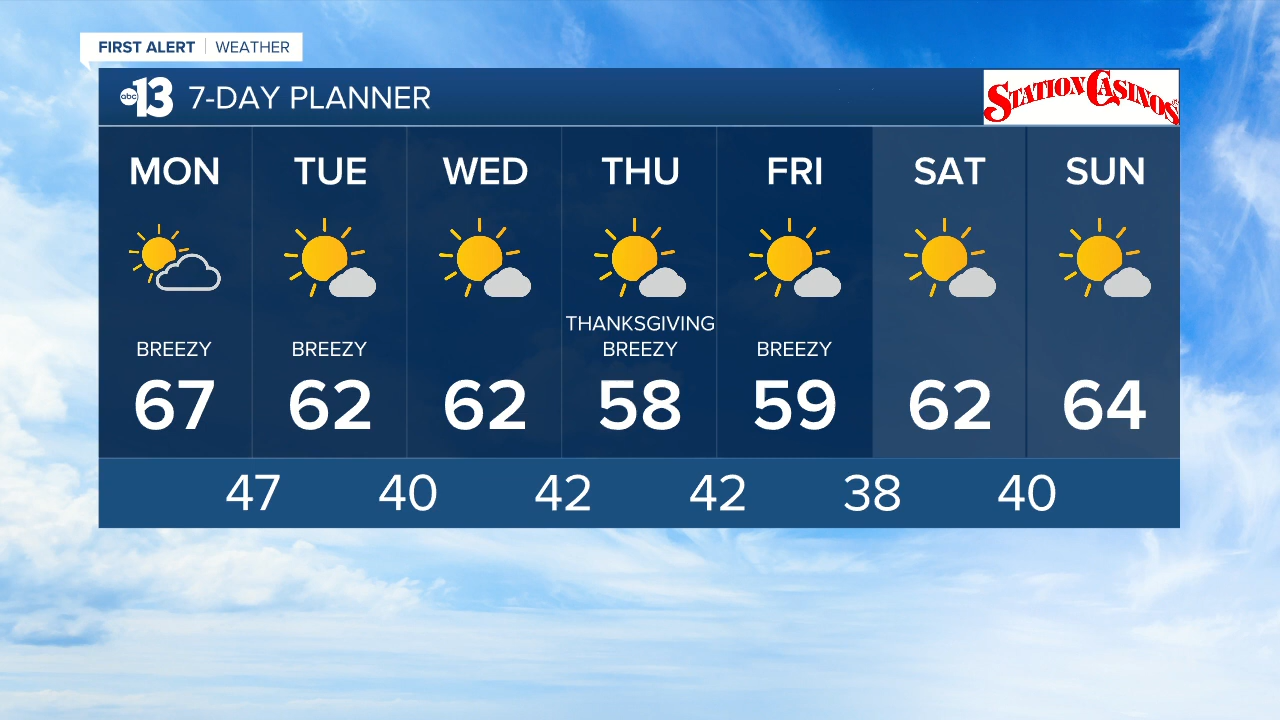 FIRST ALERT | WEATHER
abc 13 7-DAY PLANNER
STATION CASINOS
MON TUE WED THU FRI SAT SUN
THANKSGIVING
BREEZY BREEZY BREEZY BREEZY
67 62 62 58 59 62 64
47 40 42 42 38 40